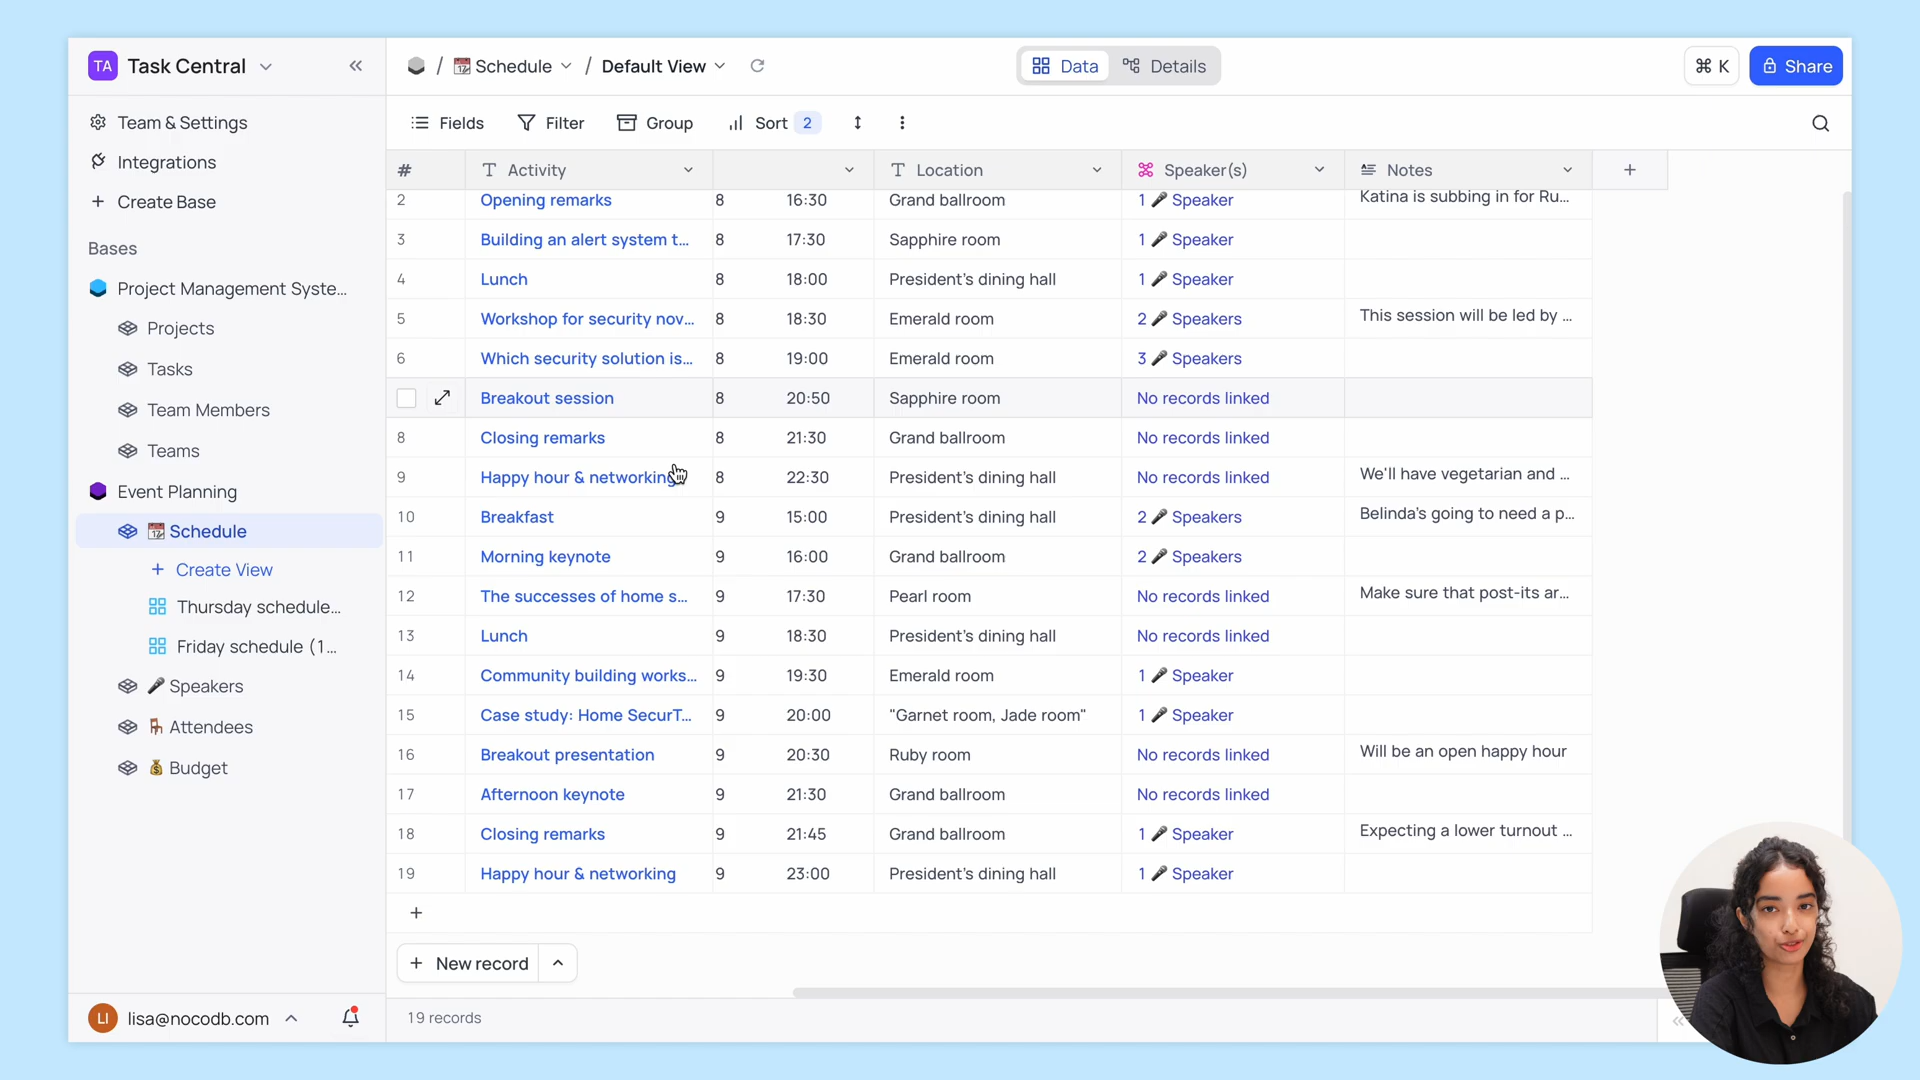 TA Task Central
/ Schedule / Default View
Data Details
⌘ K Share
Team & Settings
Integrations
+ Create Base
Bases
Project Management Syste...
Projects
Tasks
Team Members
Teams
Event Planning
Schedule
+ Create View
Thursday schedule...
Friday schedule (1...
Speakers
Attendees
Budget
LI lisa@nocodb.com
Fields Filter Group Sort 2
# Activity Location Speaker(s) Notes +
2 Opening remarks 8 16:30 Grand ballroom 1 Speaker Katina is subbing in for Ru...
3 Building an alert system t... 8 17:30 Sapphire room 1 Speaker
4 Lunch 8 18:00 President's dining hall 1 Speaker
5 Workshop for security nov... 8 18:30 Emerald room 2 Speakers This session will be led by ...
6 Which security solution is... 8 19:00 Emerald room 3 Speakers
Breakout session 8 20:50 Sapphire room No records linked
8 Closing remarks 8 21:30 Grand ballroom No records linked
9 Happy hour & networking 8 22:30 President's dining hall No records linked We'll have vegetarian and ...
10 Breakfast 9 15:00 President's dining hall 2 Speakers Belinda's going to need a p...
11 Morning keynote 9 16:00 Grand ballroom 2 Speakers
12 The successes of home s... 9 17:30 Pearl room No records linked Make sure that post-its ar...
13 Lunch 9 18:30 President's dining hall No records linked
14 Community building works... 9 19:30 Emerald room 1 Speaker
15 Case study: Home SecurT... 9 20:00 "Garnet room, Jade room" 1 Speaker
16 Breakout presentation 9 20:30 Ruby room No records linked Will be an open happy hour
17 Afternoon keynote 9 21:30 Grand ballroom No records linked
18 Closing remarks 9 21:45 Grand ballroom 1 Speaker Expecting a lower turnout ...
19 Happy hour & networking 9 23:00 President's dining hall 1 Speaker
+
+ New record
19 records